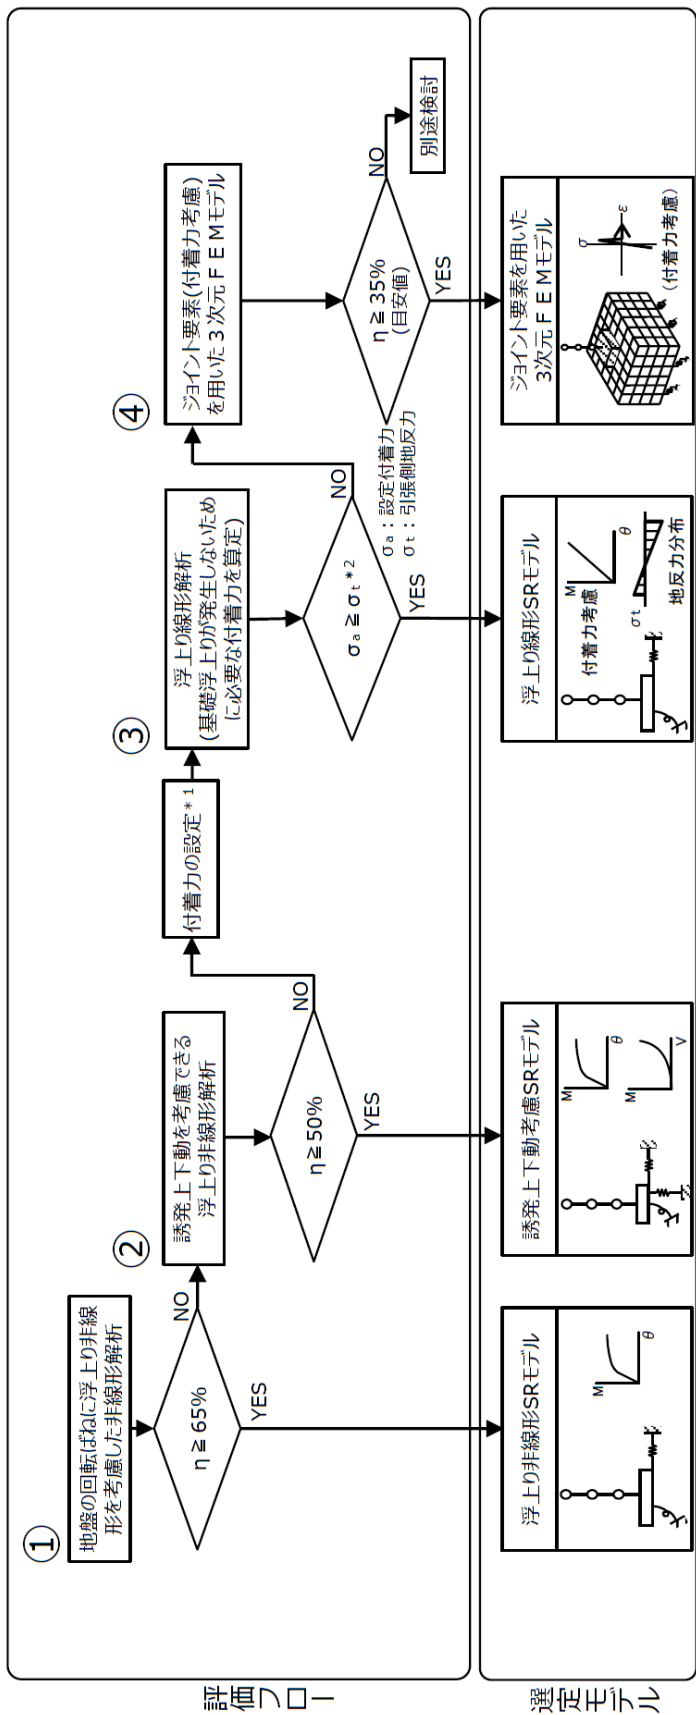 評価フロー
①
地盤の回転ばねに浮上り非線
形を考慮した非線形解析
η≧65%
NO
YES
②
誘発上下動を考慮できる
浮上り非線形解析
η≧50%
NO
YES
付着力の設定*1
③
浮上り線形解析
(基礎浮上りが発生しないため
に必要な付着力を算定)
σa≧σt*2
NO
YES
σa:設定付着力
σt:引張側地反力
④
ジョイント要素(付着力考慮)
を用いた3次元FEMモデル
η≧35%
(目安値)
NO
YES
別途検討
選定モデル
浮上り非線形SRモデル
M
θ
誘発上下動考慮SRモデル
M
θ
M
V
浮上り線形SRモデル
付着力考慮
M
θ
σt
地反力分布
ジョイント要素を用いた
3次元FEMモデル
σ
ε
(付着力考慮)